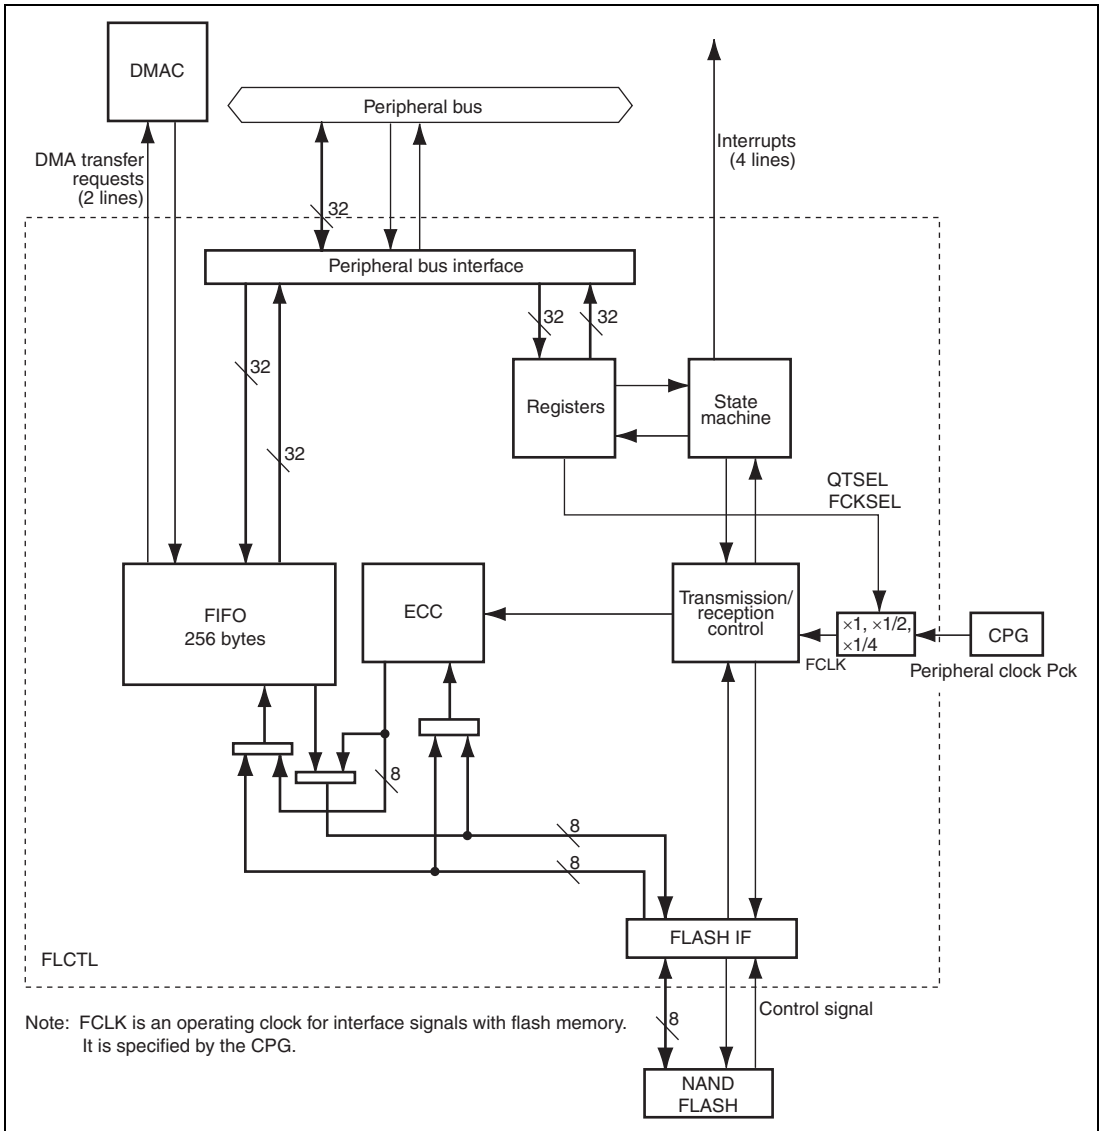 DMAC
Peripheral bus
Interrupts
(4 lines)
DMA transfer
requests
(2 lines)
32
Peripheral bus interface
32
32
32
32
Registers
State
machine
QTSEL
FCKSEL
FIFO
256 bytes
ECC
Transmission/
reception
control
×1, ×1/2,
×1/4
CPG
FCLK
Peripheral clock Pck
8
8
8
FLASH IF
FLCTL
Control signal
Note: FCLK is an operating clock for interface signals with flash memory.
It is specified by the CPG.
8
NAND
FLASH